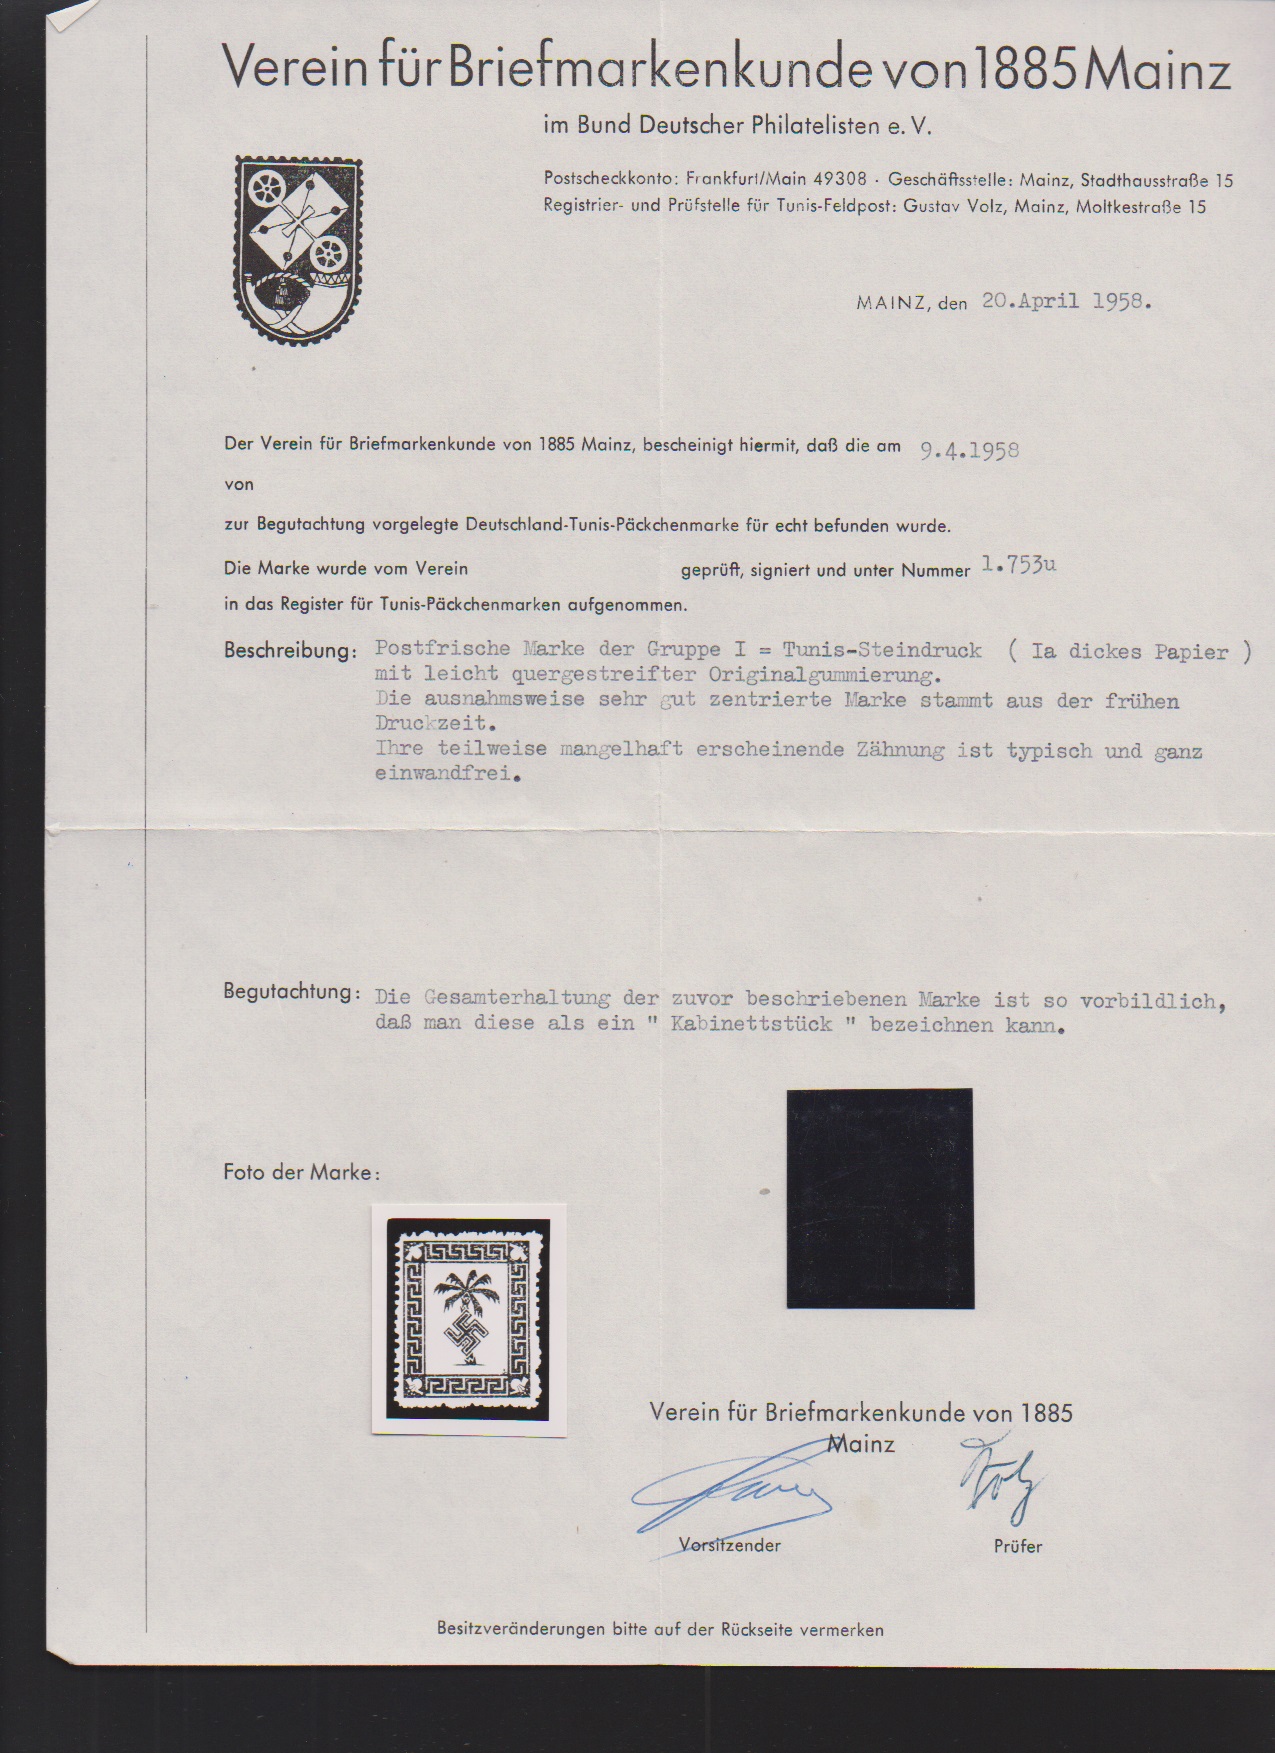 Verein für Briefmarkenkunde von 1885 Mainz
im Bund Deutscher Philatelisten e. V.
Postscheckkonto: Frankfurt/Main 49308 · Geschäftsstelle: Mainz, Stadthausstraße 15
Registrier- und Prüfstelle für Tunis-Feldpost: Gustav Volz, Mainz, Moltkestraße 15
MAINZ, den 20.April 1958.
Der Verein für Briefmarkenkunde von 1885 Mainz, bescheinigt hiermit, daß die am 9.4.1958
von
zur Begutachtung vorgelegte Deutschland-Tunis-Päckchenmarke für echt befunden wurde.
Die Marke wurde vom Verein geprüft, signiert und unter Nummer 1.753u
in das Register für Tunis-Päckchenmarken aufgenommen.
Beschreibung: Postfrische Marke der Gruppe I = Tunis-Steindruck ( Ia dickes Papier )
mit leicht quergestreifter Originalgummierung.
Die ausnahmsweise sehr gut zentrierte Marke stammt aus der frühen
Druckzeit.
Ihre teilweise mangelhaft erscheinende Zähnung ist typisch und ganz
einwandfrei.
Begutachtung: Die Gesamterhaltung der zuvor beschriebenen Marke ist so vorbildlich,
daß man diese als ein " Kabinettstück " bezeichnen kann.
Foto der Marke:
Verein für Briefmarkenkunde von 1885
Mainz
Volz
Vorsitzender Prüfer
Besitzveränderungen bitte auf der Rückseite vermerken